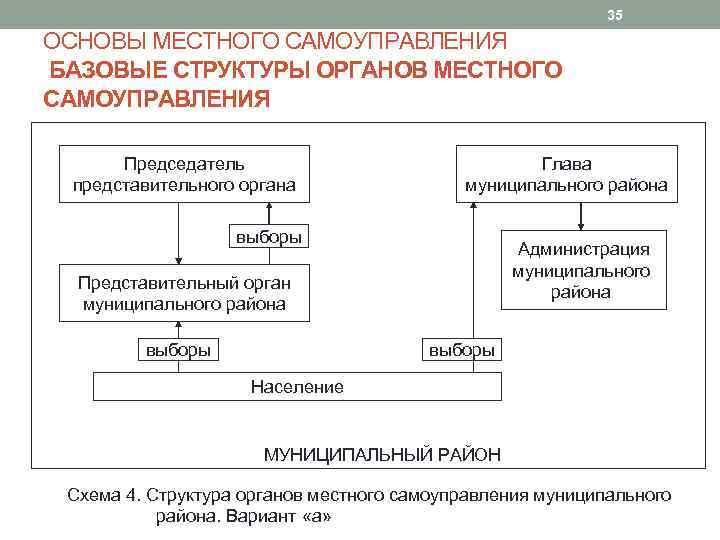 35
ОСНОВЫ МЕСТНОГО САМОУПРАВЛЕНИЯ
БАЗОВЫЕ СТРУКТУРЫ ОРГАНОВ МЕСТНОГО
САМОУПРАВЛЕНИЯ
Председатель
представительного органа
Глава
муниципального района
выборы
Администрация
муниципального
района
Представительный орган
муниципального района
выборы
выборы
Население
МУНИЦИПАЛЬНЫЙ РАЙОН
Схема 4. Структура органов местного самоуправления муниципального
района. Вариант «а»